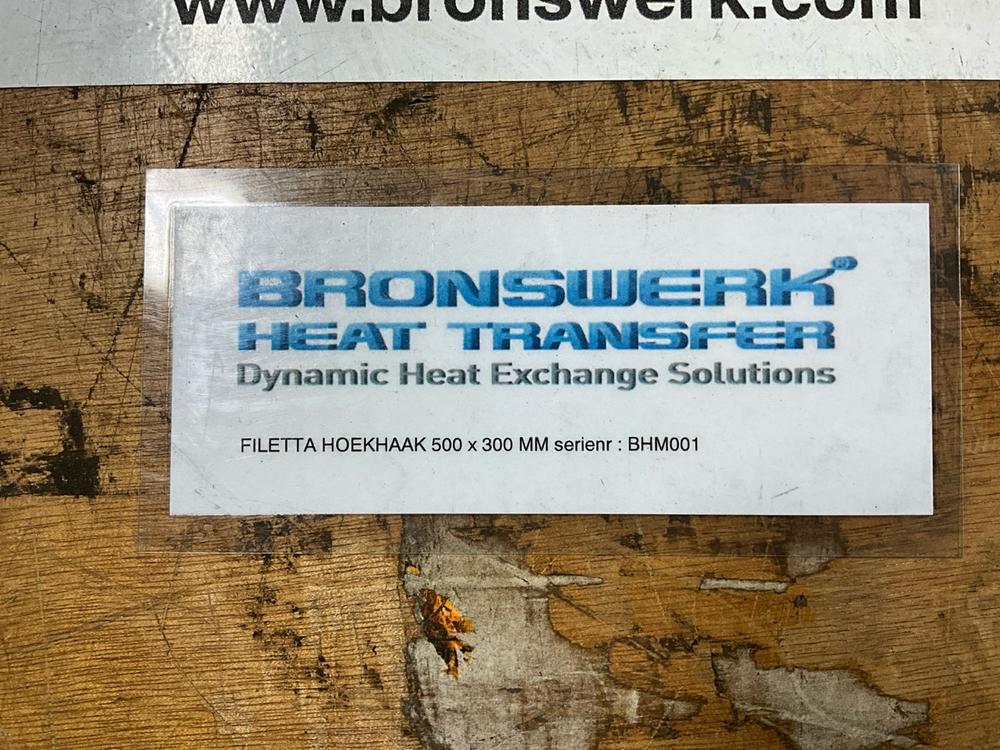 www.bronswerk.com
BRONSWERK®
HEAT TRANSFER
Dynamic Heat Exchange Solutions
FILETTA HOEKHAAK 500 x 300 MM serienr : BHM001